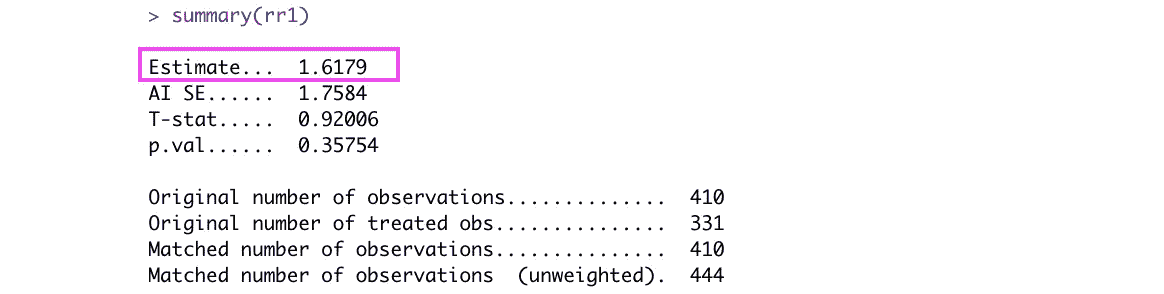 > summary(rr1)
Estimate...  1.6179
AI SE......  1.7584
T-stat.....  0.92006
p.val......  0.35754
Original number of observations..............  410
Original number of treated obs...............  331
Matched number of observations...............  410
Matched number of observations  (unweighted).  444